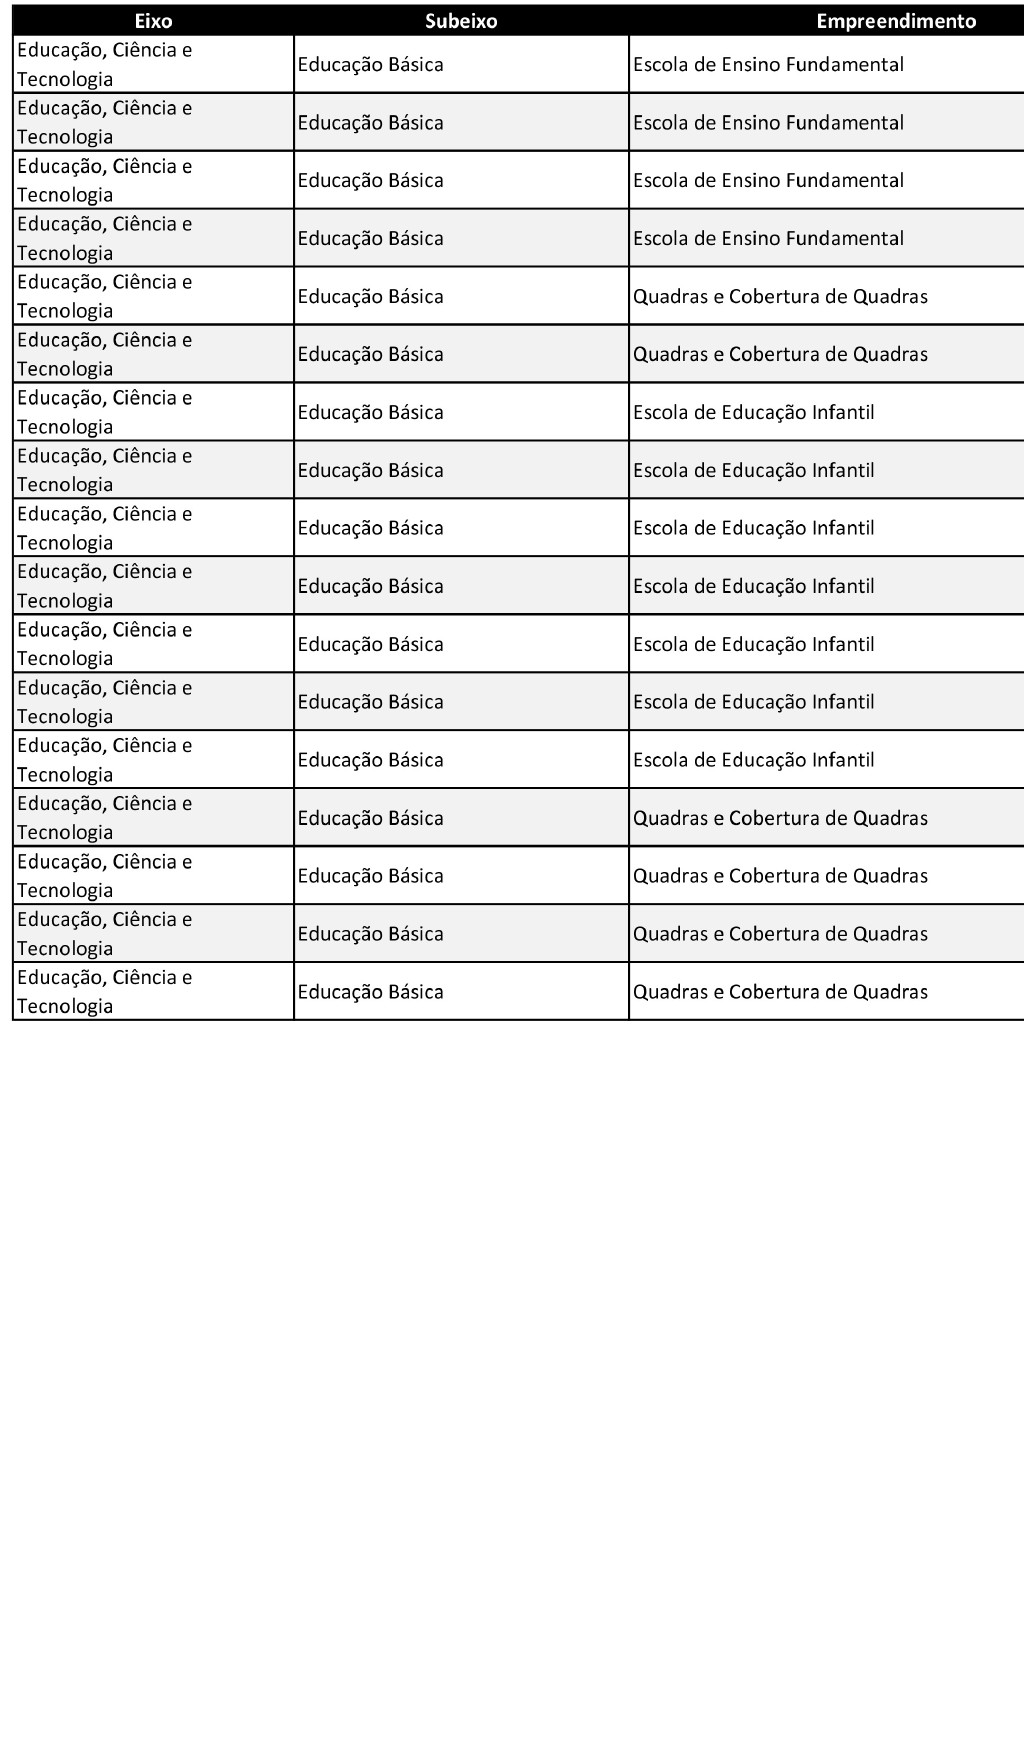 Eixo Subeixo Empreendimento
Educação, Ciência e
Tecnologia
Educação Básica
Escola de Ensino Fundamental
Educação, Ciência e
Tecnologia
Educação Básica
Escola de Ensino Fundamental
Educação, Ciência e
Tecnologia
Educação Básica
Escola de Ensino Fundamental
Educação, Ciência e
Tecnologia
Educação Básica
Escola de Ensino Fundamental
Educação, Ciência e
Tecnologia
Educação Básica
Quadras e Cobertura de Quadras
Educação, Ciência e
Tecnologia
Educação Básica
Quadras e Cobertura de Quadras
Educação, Ciência e
Tecnologia
Educação Básica
Escola de Educação Infantil
Educação, Ciência e
Tecnologia
Educação Básica
Escola de Educação Infantil
Educação, Ciência e
Tecnologia
Educação Básica
Escola de Educação Infantil
Educação, Ciência e
Tecnologia
Educação Básica
Escola de Educação Infantil
Educação, Ciência e
Tecnologia
Educação Básica
Escola de Educação Infantil
Educação, Ciência e
Tecnologia
Educação Básica
Escola de Educação Infantil
Educação, Ciência e
Tecnologia
Educação Básica
Escola de Educação Infantil
Educação, Ciência e
Tecnologia
Educação Básica
Quadras e Cobertura de Quadras
Educação, Ciência e
Tecnologia
Educação Básica
Quadras e Cobertura de Quadras
Educação, Ciência e
Tecnologia
Educação Básica
Quadras e Cobertura de Quadras
Educação, Ciência e
Tecnologia
Educação Básica
Quadras e Cobertura de Quadras